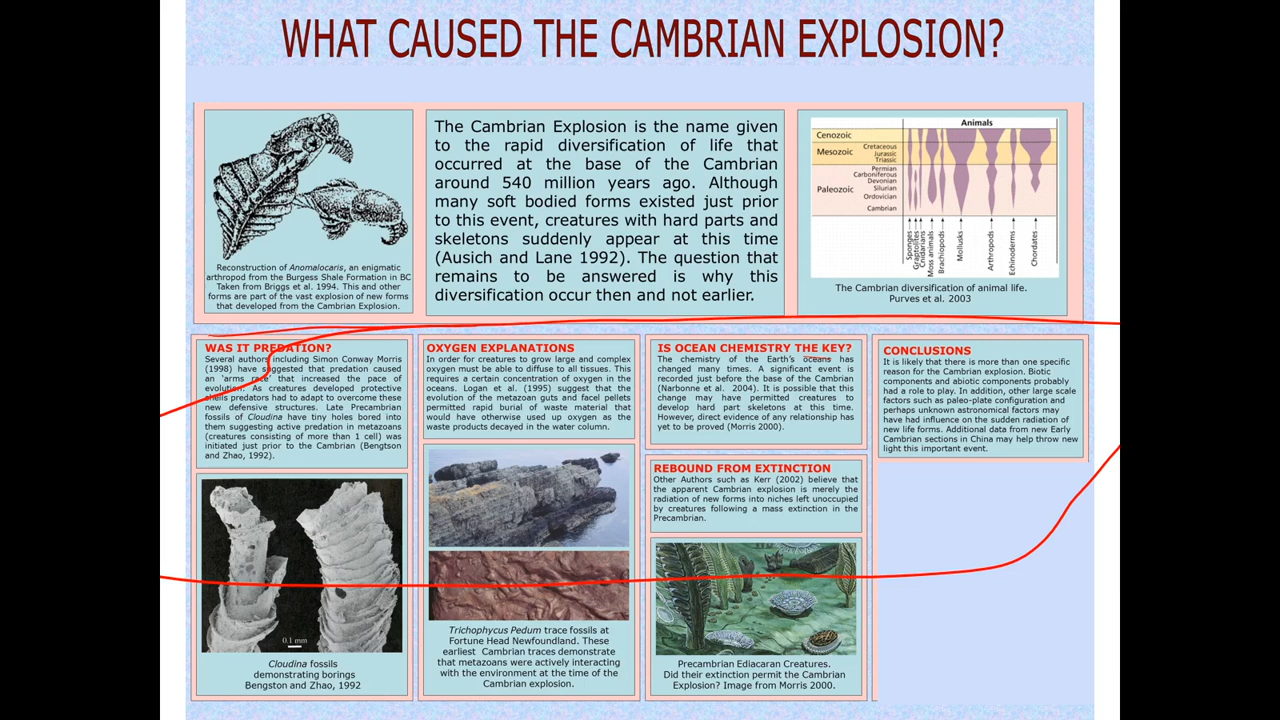 WHAT CAUSED THE CAMBRIAN EXPLOSION?
Reconstruction of Anomalocaris, an enigmatic
arthropod from the Burgess Shale Formation in BC
Taken from Briggs et al. 1994. This and other
forms are part of the vast explosion of new forms
that developed from the Cambrian Explosion.
The Cambrian Explosion is the name given
to the rapid diversification of life that
occurred at the base of the Cambrian
around 540 million years ago. Although
many soft bodied forms existed just prior
to this event, creatures with hard parts and
skeletons suddenly appear at this time
(Ausich and Lane 1992). The question that
remains to be answered is why this
diversification occur then and not earlier.
Animals
Cenozoic
Mesozoic
Cretaceous
Jurassic
Triassic
Paleozoic
Permian
Carboniferous
Devonian
Silurian
Ordovician
Cambrian
Sponges
Graptolites
Cnidarians
Moss animals
Brachiopods
Mollusks
Arthropods
Echinoderms
Chordates
The Cambrian diversification of animal life.
Purves et al. 2003
WAS IT PREDATION?
Several authors including Simon Conway Morris
(1998) have suggested that predation caused
an 'arms race' that increased the pace of
evolution. As creatures developed protective
shells predators had to adapt to overcome these
new defensive structures. Late Precambrian
fossils of Cloudina have tiny holes bored into
them suggesting active predation in metazoans
(creatures consisting of more than 1 cell) was
initiated just prior to the Cambrian (Bengtson
and Zhao, 1992).
0.1 mm
Cloudina fossils
demonstrating borings
Bengston and Zhao, 1992
OXYGEN EXPLANATIONS
In order for creatures to grow large and complex
oxygen must be able to diffuse to all tissues. This
requires a certain concentration of oxygen in the
oceans. Logan et al. (1995) suggest that the
evolution of the metazoan guts and facel pellets
permitted rapid burial of waste material that
would have otherwise used up oxygen as the
waste products decayed in the water column.
Trichophycus Pedum trace fossils at
Fortune Head Newfoundland. These
earliest Cambrian traces demonstrate
that metazoans were actively interacting
with the environment at the time of the
Cambrian explosion.
IS OCEAN CHEMISTRY THE KEY?
The chemistry of the Earth's oceans has
changed many times. A significant event is
recorded just before the base of the Cambrian
(Narbonne et al. 2004). It is possible that this
change may have permitted creatures to
develop hard part skeletons at this time.
However, direct evidence of any relationship has
yet to be proved (Morris 2000).
REBOUND FROM EXTINCTION
Other Authors such as Kerr (2002) believe that
the apparent Cambrian explosion is merely the
radiation of new forms into niches left unoccupied
by creatures following a mass extinction in the
Precambrian.
Precambrian Ediacaran Creatures.
Did their extinction permit the Cambrian
Explosion? Image from Morris 2000.
CONCLUSIONS
It is likely that there is more than one specific
reason for the Cambrian explosion. Biotic
components and abiotic components probably
had a role to play. In addition, other large scale
factors such as paleo-plate configuration and
perhaps unknown astronomical factors may
have had influence on the sudden radiation of
new life forms. Additional data from new Early
Cambrian sections in China may help throw new
light this important event.